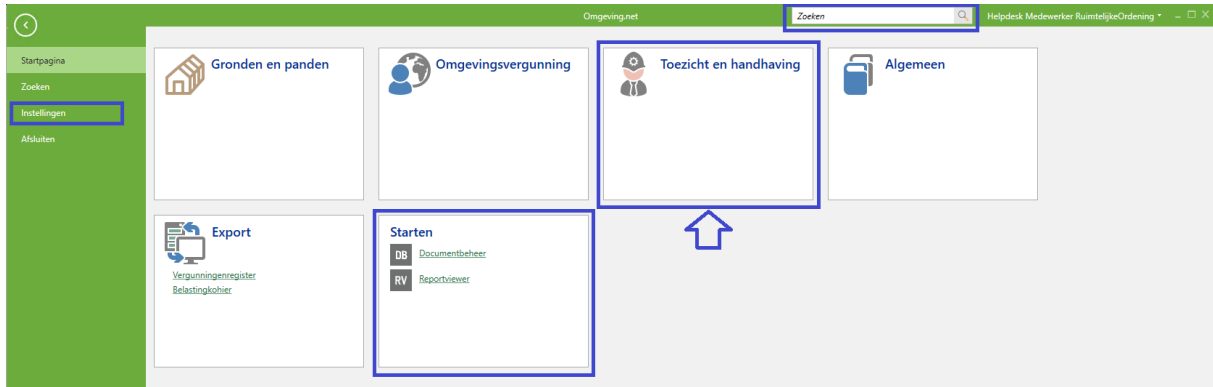 Omgeving.net
Zoeken
Helpdesk Medewerker RuimtelijkeOrdening
Startpagina
Zoeken
Instellingen
Afsluiten
Gronden en panden
Omgevingsvergunning
Toezicht en handhaving
Algemeen
Export
Vergunningenregister
Belastingkohier
Starten
DB Documentbeheer
RV Reportviewer